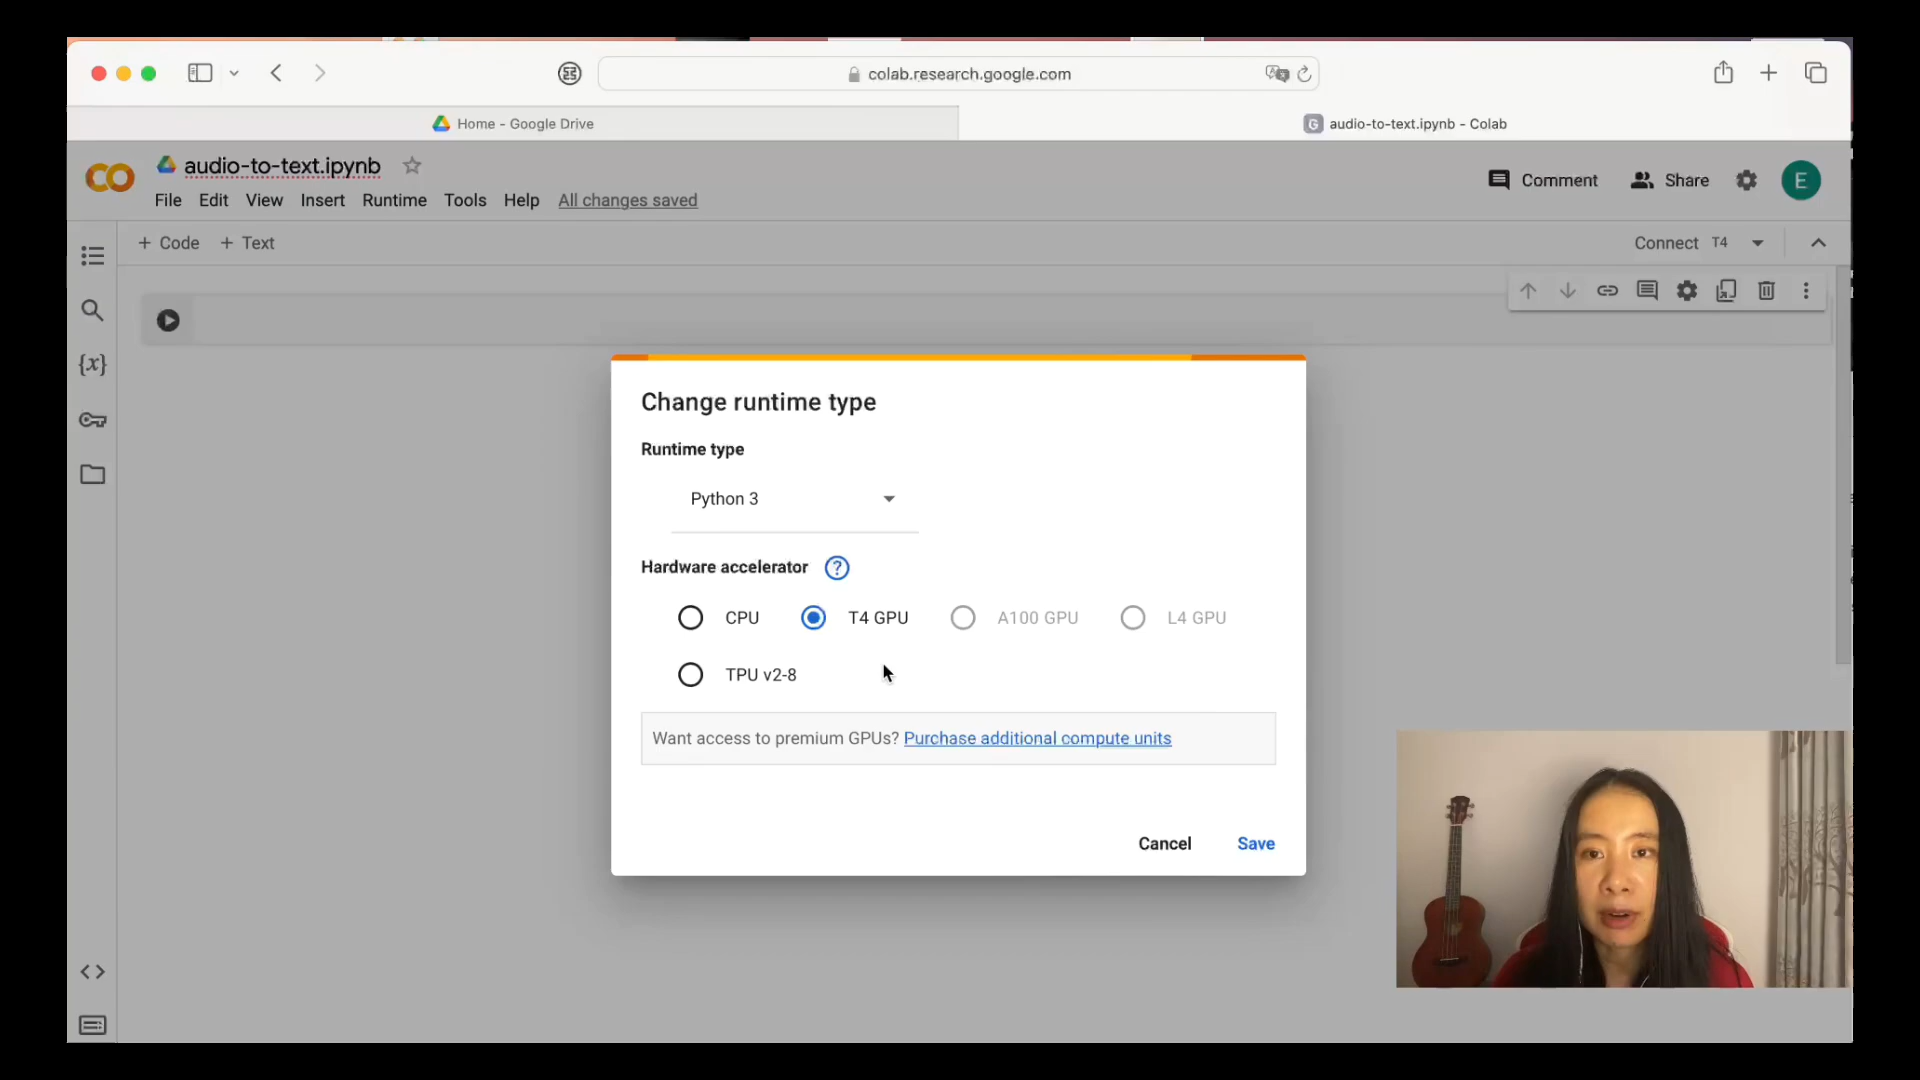 colab.research.google.com
Home - Google Drive
G audio-to-text.ipynb - Colab
CO audio-to-text.ipynb
Comment Share E
File Edit View Insert Runtime Tools Help All changes saved
+ Code + Text
Connect T4
{x}
Change runtime type
Runtime type
Python 3
Hardware accelerator ?
CPU T4 GPU A100 GPU L4 GPU
TPU v2-8
Want access to premium GPUs? Purchase additional compute units
Cancel Save